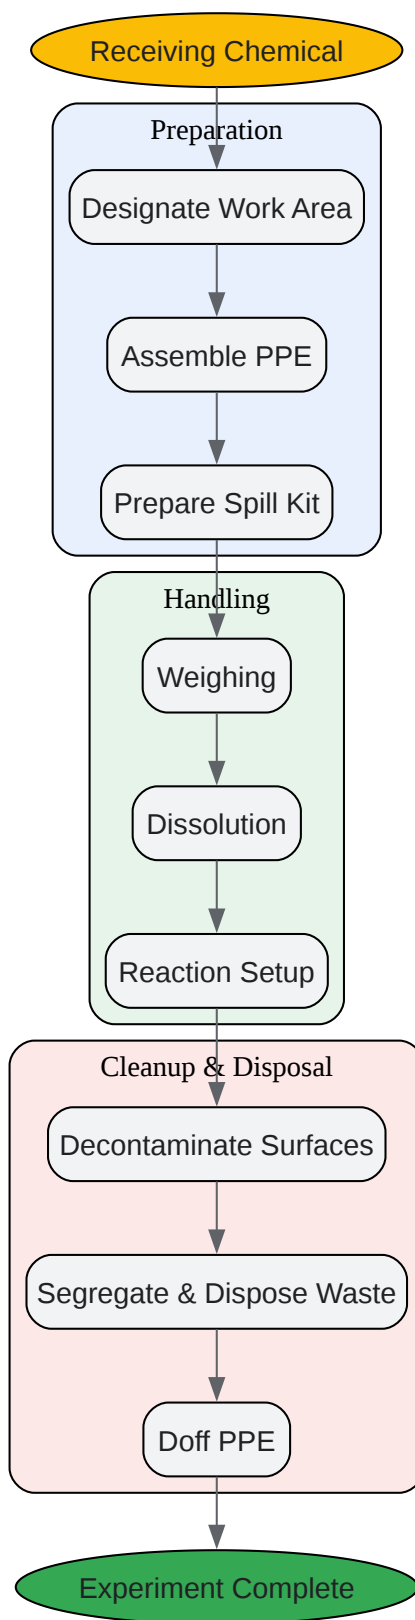 Receiving Chemical
Preparation
Designate Work Area
Assemble PPE
Prepare Spill Kit
Handling
Weighing
Dissolution
Reaction Setup
Cleanup & Disposal
Decontaminate Surfaces
Segregate & Dispose Waste
Doff PPE
Experiment Complete